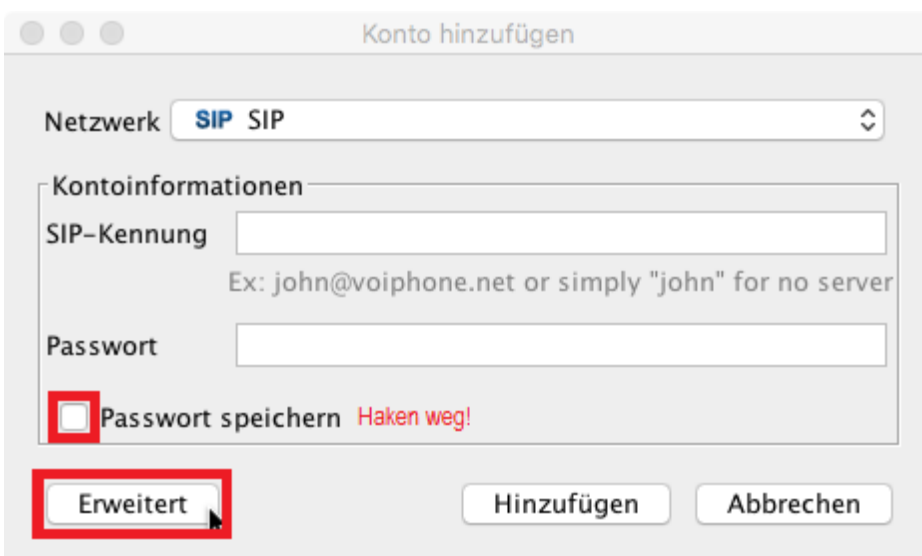 Konto hinzufügen
Netzwerk SIP SIP
Kontoinformationen
SIP-Kennung
Ex: john@voiphone.net or simply "john" for no server
Passwort
Passwort speichern Haken weg!
Erweitert Hinzufügen Abbrechen